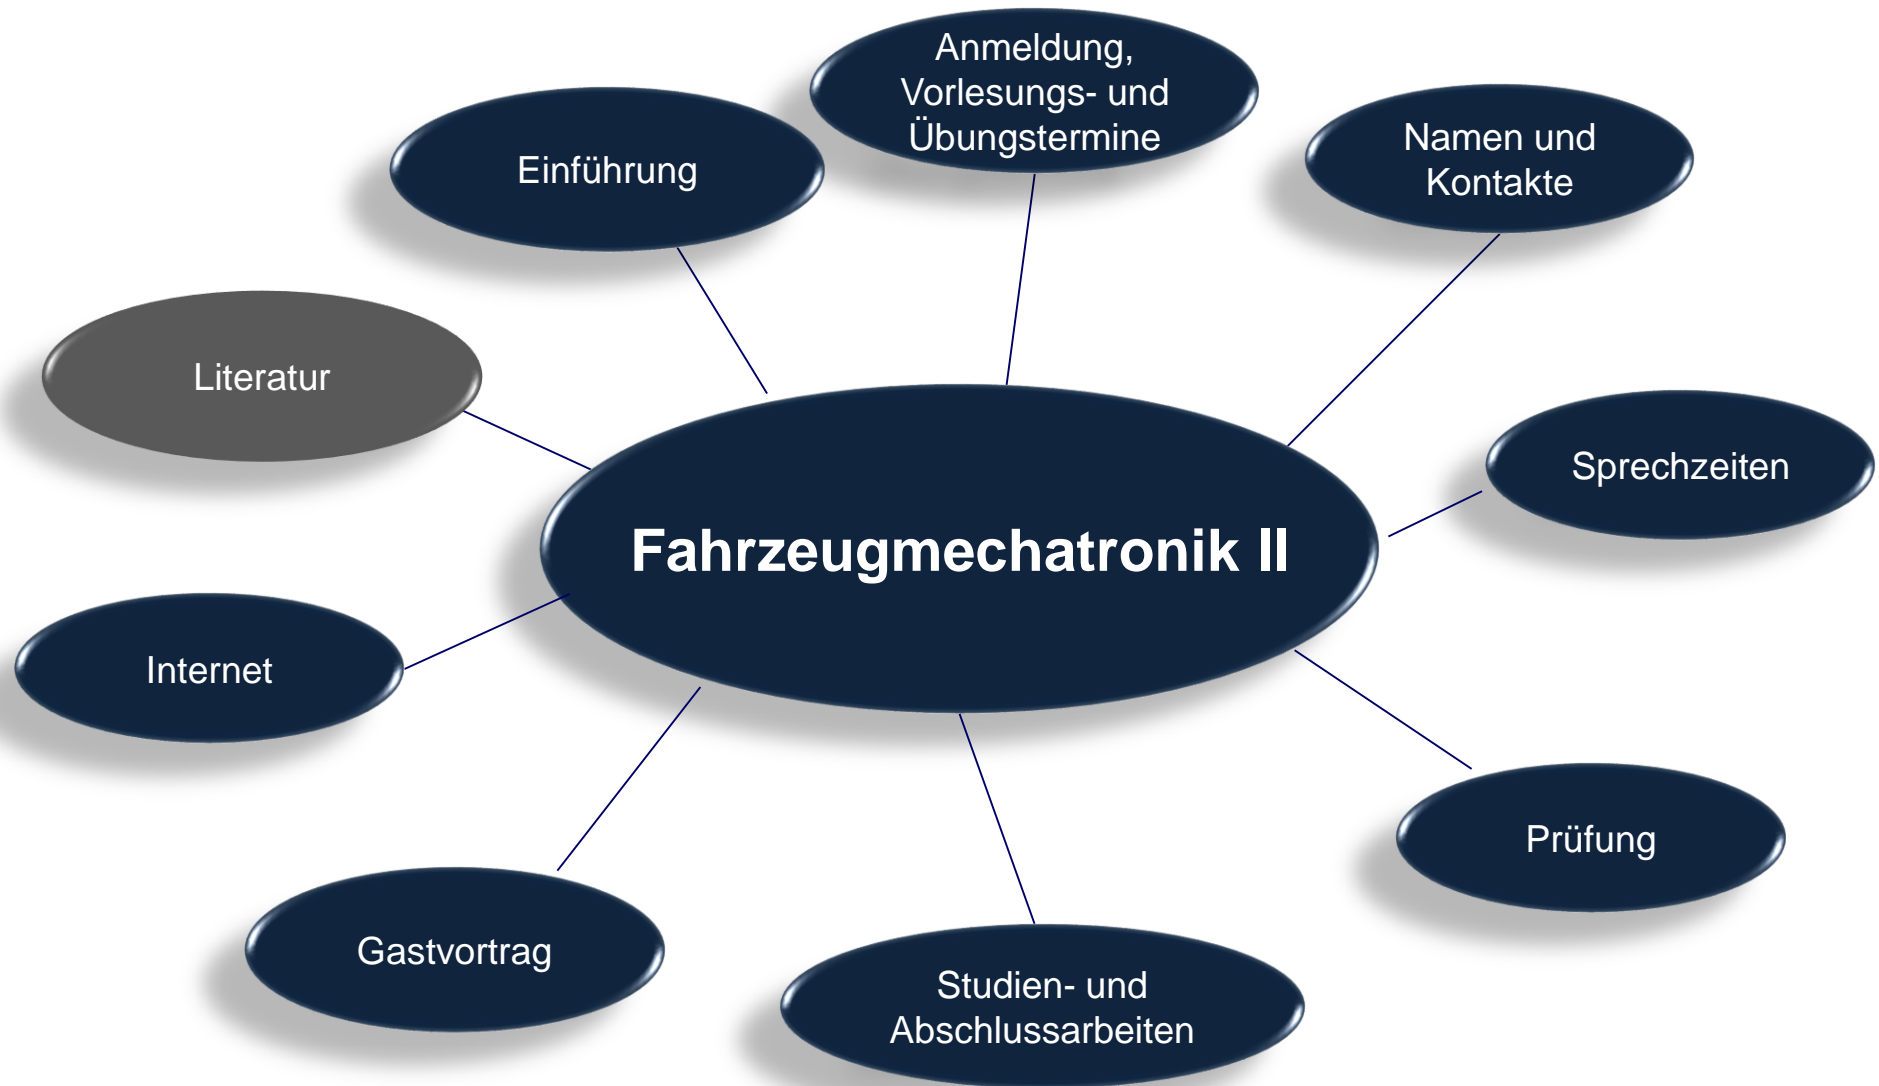 Anmeldung,
Vorlesungs- und
Übungstermine
Einführung
Namen und
Kontakte
Literatur
Sprechzeiten
Fahrzeugmechatronik II
Internet
Prüfung
Gastvortrag
Studien- und
Abschlussarbeiten